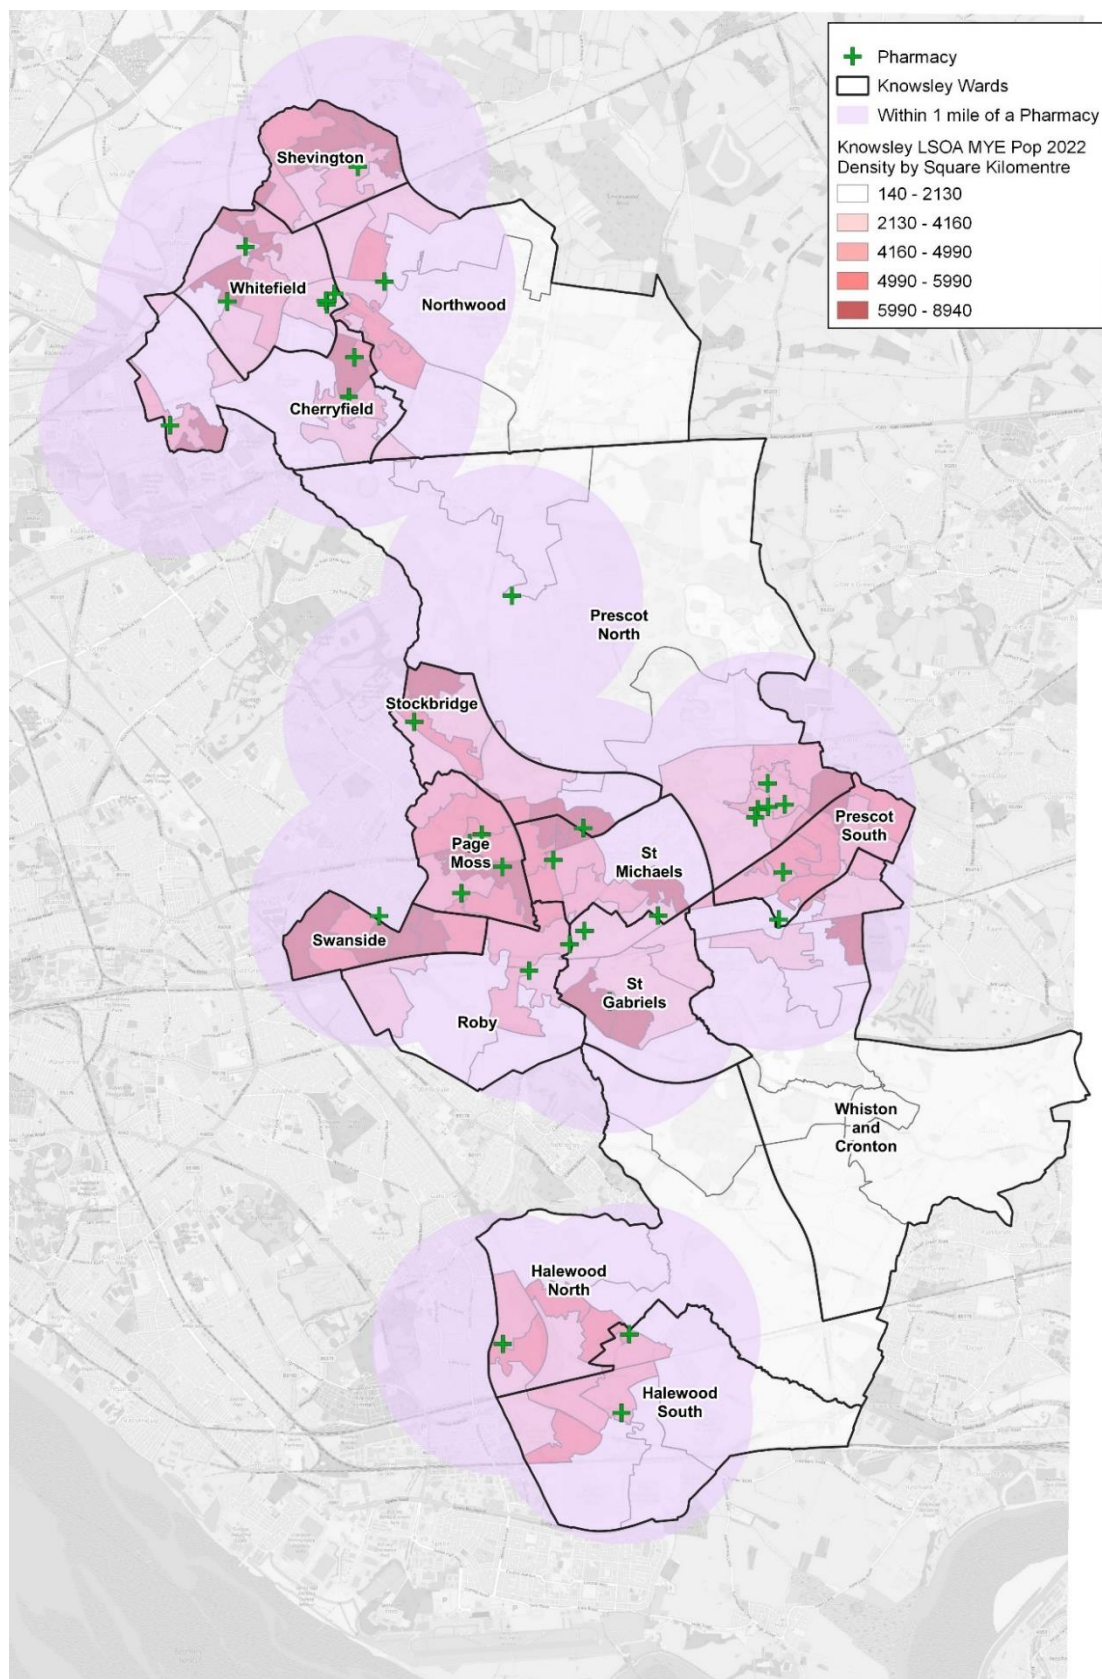 Pharmacy
Knowsley Wards
Within 1 mile of a Pharmacy
Knowsley LSOA MYE Pop 2022
Density by Square Kilomentre
140 - 2130
2130 - 4160
4160 - 4990
4990 - 5990
5990 - 8940
Shevington
Whitefield
Northwood
Cherryfield
Prescot
North
Stockbridge
Page
Moss
St
Michaels
Prescot
South
Swanside
St
Gabriels
Roby
Whiston
and
Cronton
Halewood
North
Halewood
South